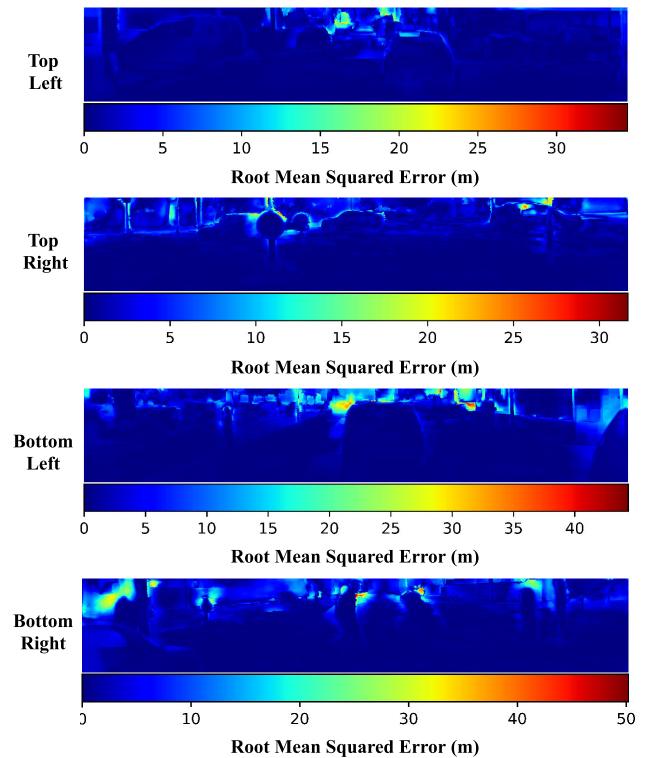 Top
Left
0 5 10 15 20 25 30
Root Mean Squared Error (m)
Top
Right
0 5 10 15 20 25 30
Root Mean Squared Error (m)
Bottom
Left
0 5 10 15 20 25 30 35 40
Root Mean Squared Error (m)
Bottom
Right
0 10 20 30 40 50
Root Mean Squared Error (m)